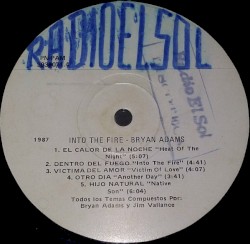 RADIOELSOL
PN/FAM
Radio El Sol
1987 INTO THE FIRE - BRYAN ADAMS
1. EL CALOR DE LA NOCHE "Heat Of The
Night" (5:07)
2. DENTRO DEL FUEGO "Into The Fire" (4:41)
3. VICTIMA DEL AMOR "Victim Of Love" (4:07)
4. OTRO DIA "Another Day" (3:41)
5. HIJO NATURAL "Native
Son" (6:04)
Todos los Temas Compuestos Por:
Bryan Adams y Jim Vallance